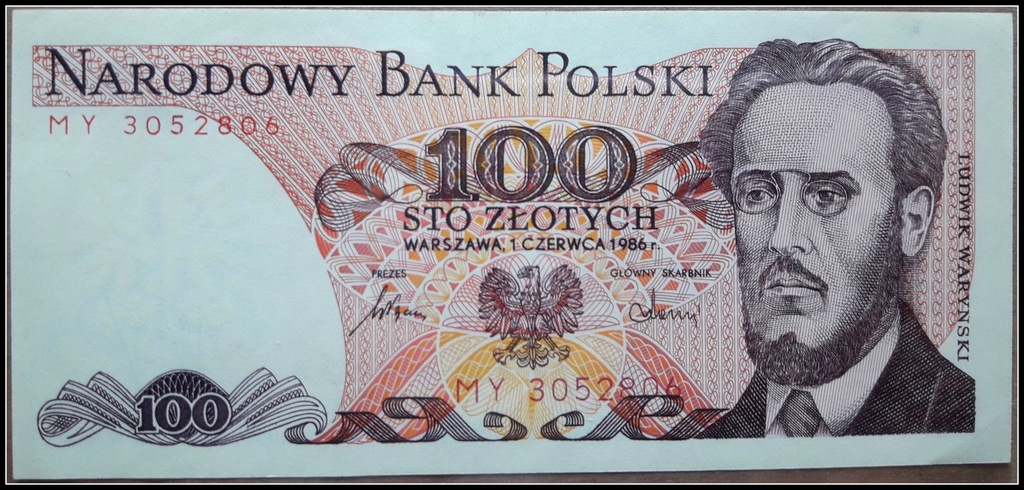 NARODOWY BANK POLSKI
MY 3052806
100
STO ZŁOTYCH
WARSZAWA, 1 CZERWCA 1986 r.
PREZES
GŁÓWNY SKARBNIK
MY 3052806
100
LUDWIK WARYŃSKI